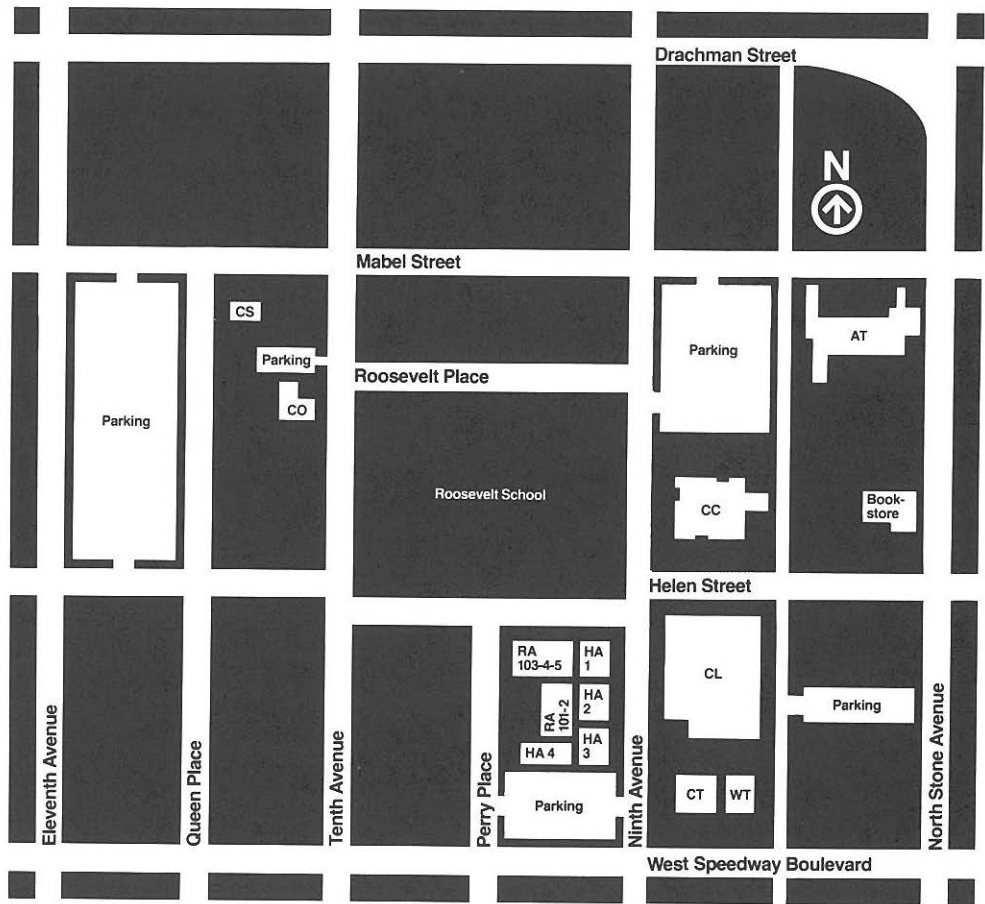 Drachman Street
N
Mabel Street
CS
Parking
CO
Parking
Roosevelt Place
Parking
AT
Roosevelt School
CC
Book-
store
Helen Street
RA
103-4-5
HA
1
RA
101-2
HA
2
HA 4
HA
3
Parking
CL
Parking
CT
WT
Eleventh Avenue
Queen Place
Tenth Avenue
Perry Place
Ninth Avenue
North Stone Avenue
West Speedway Boulevard